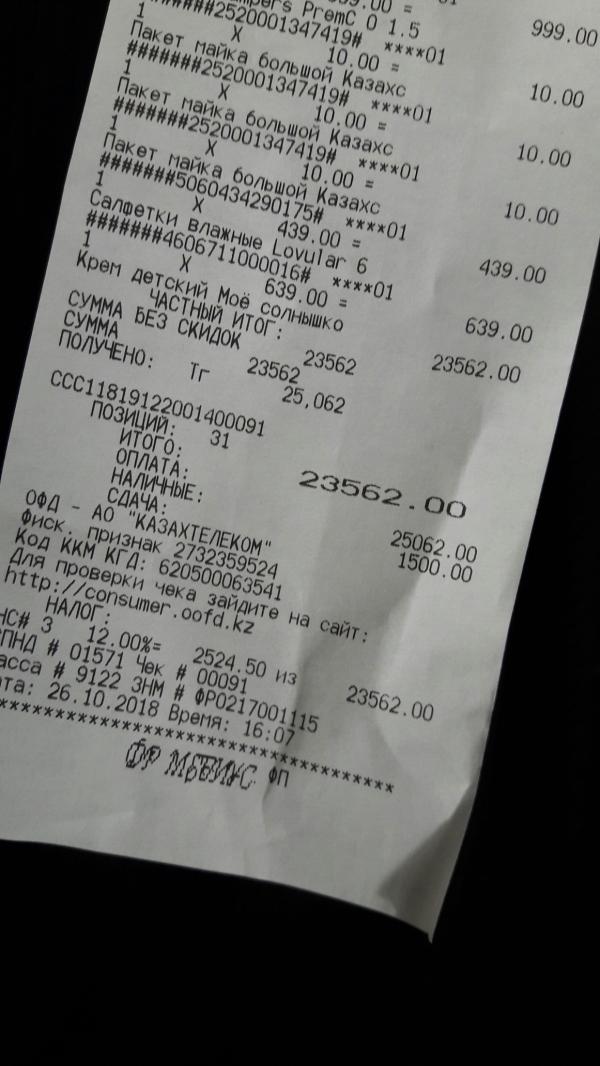 PremC 0 1.5 999.00
#######2520001347419# ****01
1 X 10.00 = 10.00
Пакет майка большой Казахс
#######2520001347419# ****01
1 X 10.00 = 10.00
Пакет майка большой Казахс
#######2520001347419# ****01
1 X 10.00 = 10.00
Пакет майка большой Казахс
#######5060434290175# ****01
1 X 439.00 = 439.00
Салфетки влажные Lovular 6
#######4606711000016# ****01
1 X 639.00 = 639.00
Крем детский Моё солнышко
ЧАСТНЫЙ ИТОГ: 23562.00
СУММА БЕЗ СКИДОК 23562
СУММА 23562
ПОЛУЧЕНО: Тг 25,062
CCC11819122001400091
ПОЗИЦИЙ: 31
ИТОГО: 23562.00
ОПЛАТА:
НАЛИЧНЫЕ: 25062.00
СДАЧА: 1500.00
ОФД - АО "КАЗАХТЕЛЕКОМ"
Фиск. признак 2732359524
Код ККМ КГД: 620500063541
Для проверки чека зайдите на сайт:
http://consumer.oofd.kz
НАЛОГ:
НС# 3 12.00%= 2524.50 из 23562.00
ПНД # 01571 Чек # 00091
асса # 9122 ЗНМ # ФР0217001115
та: 26.10.2018 Время: 16:07
************************************
ФП